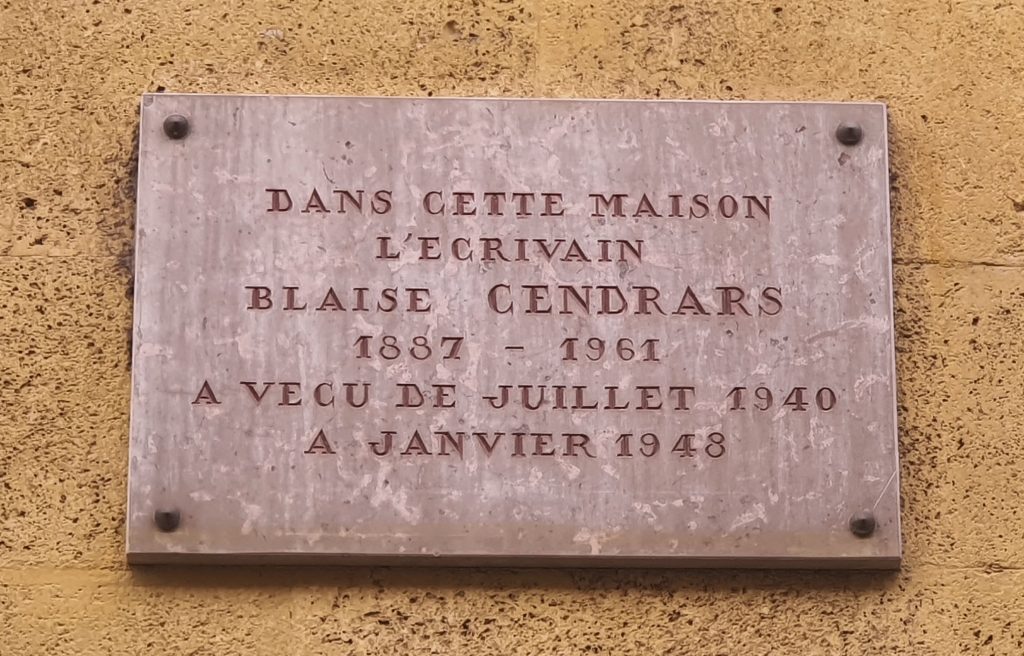 DANS CETTE MAISON
L'ECRIVAIN
BLAISE CENDRARS
1887 - 1961
A VECU DE JUILLET 1940
A JANVIER 1948